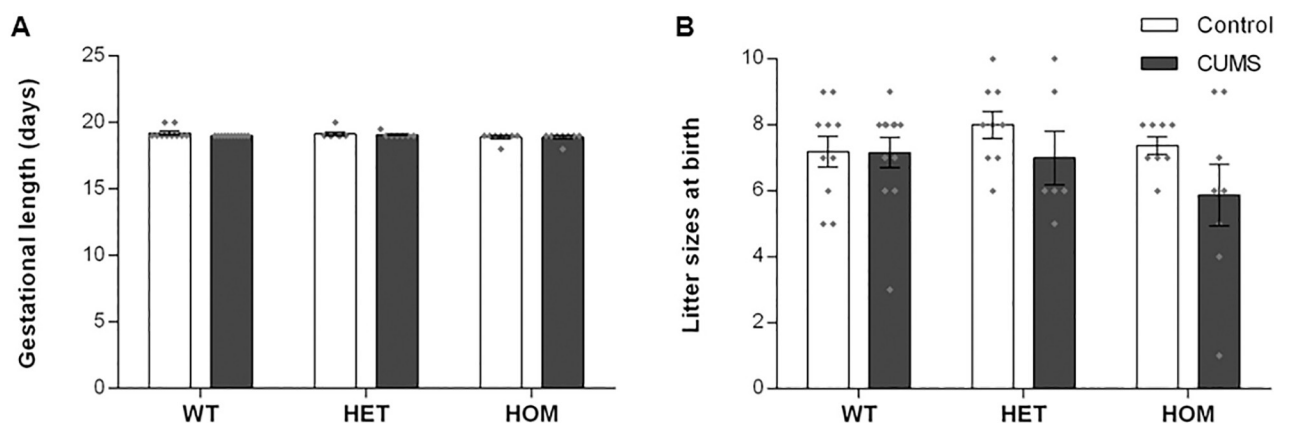 A
Gestational length (days)
25
20
15
10
5
0
WT HET HOM
B
Control
CUMS
Litter sizes at birth
10
8
6
4
2
0
WT HET HOM